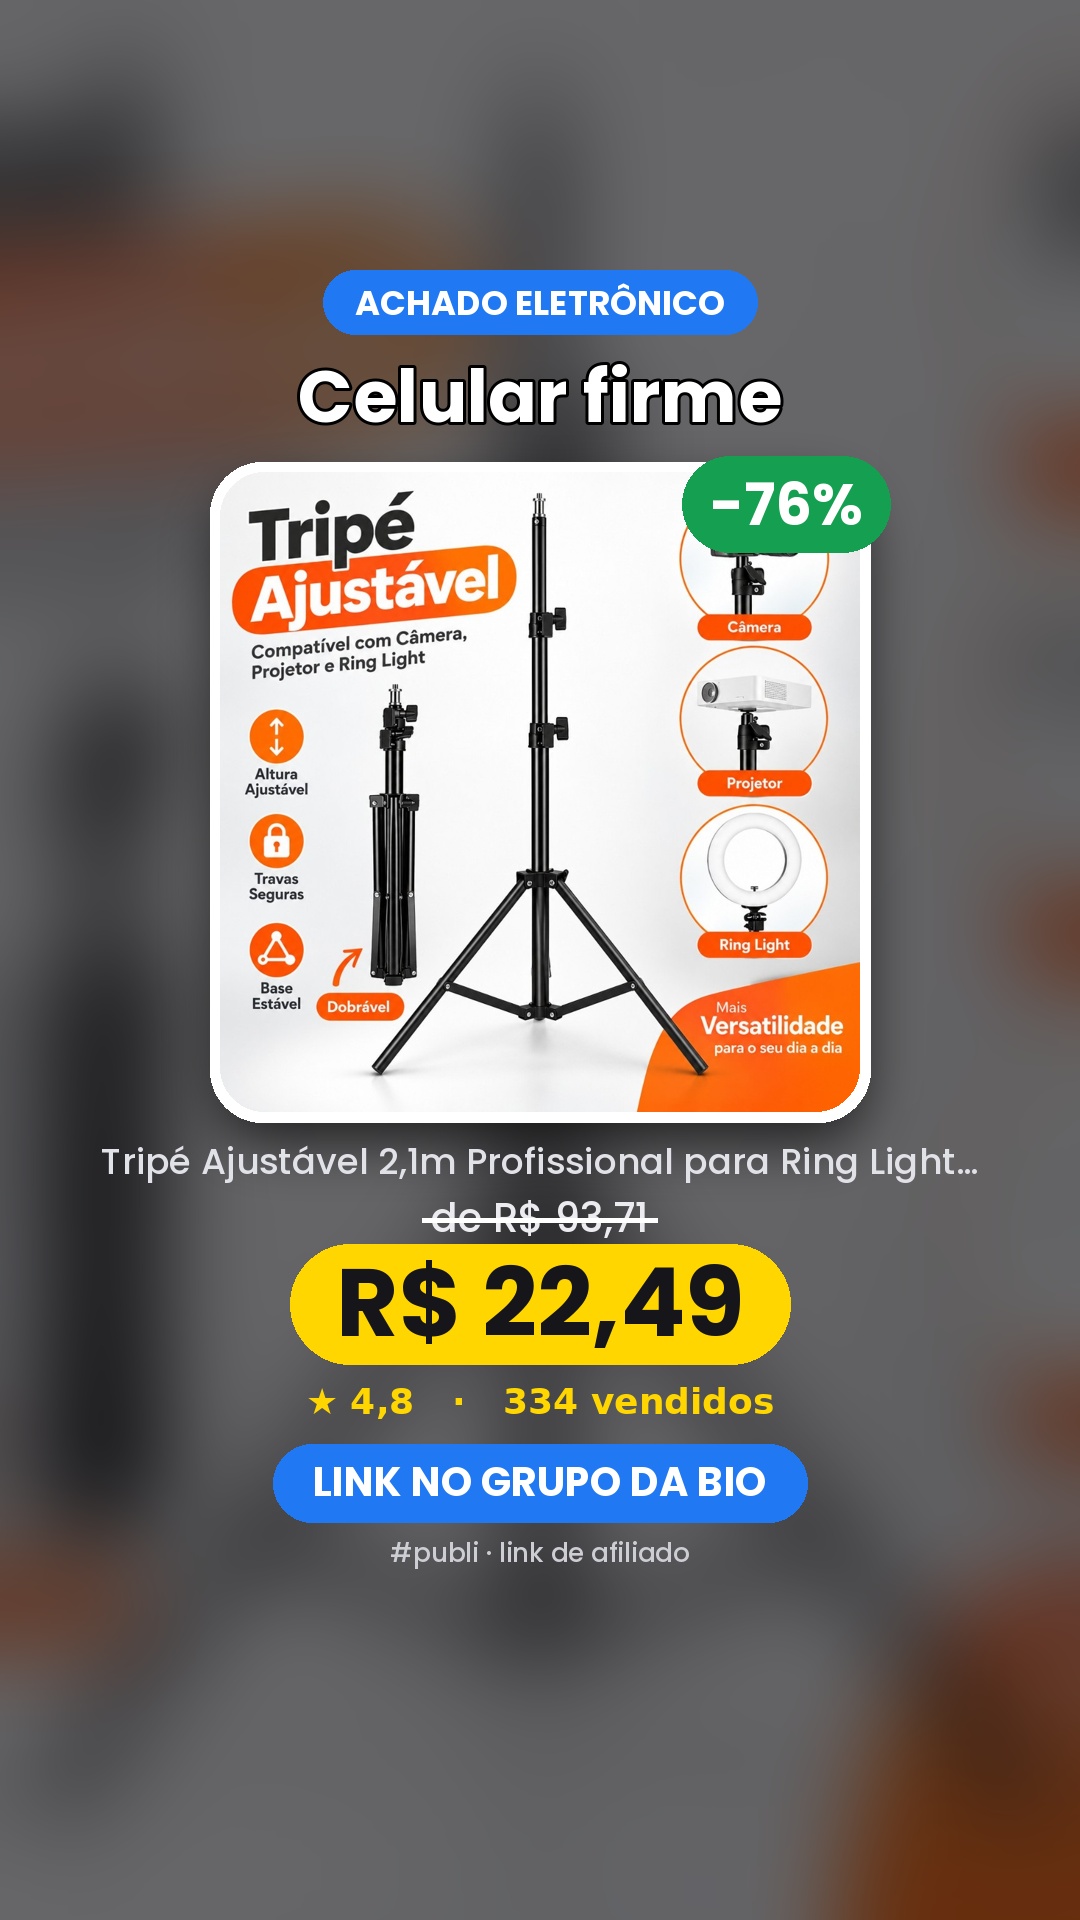 ACHADO ELETRÔNICO
Celular firme
-76%
Tripé
Ajustável
Compatível com Câmera,
Projetor e Ring Light
Altura
Ajustável
Travas
Seguras
Base
Estável
Dobrável
Câmera
Projetor
Ring Light
Mais
Versatilidade
para o seu dia a dia
Tripé Ajustável 2,1m Profissional para Ring Light...
de R$ 93,71
R$ 22,49
★ 4,8 · 334 vendidos
LINK NO GRUPO DA BIO
#publi · link de afiliado